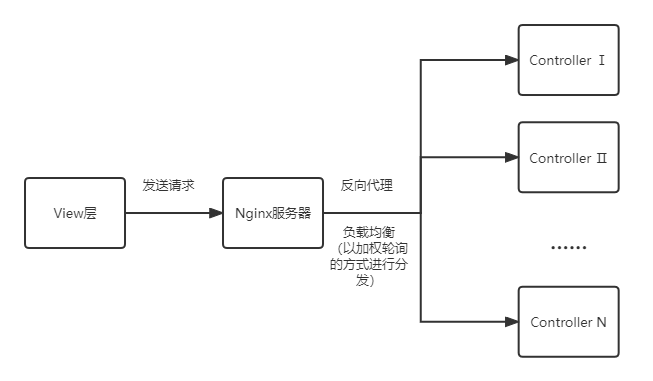 Controller Ⅰ
发送请求
反向代理
Controller Ⅱ
View层
Nginx服务器
负载均衡
（以加权轮询
的方式进行分
发）
······
Controller N